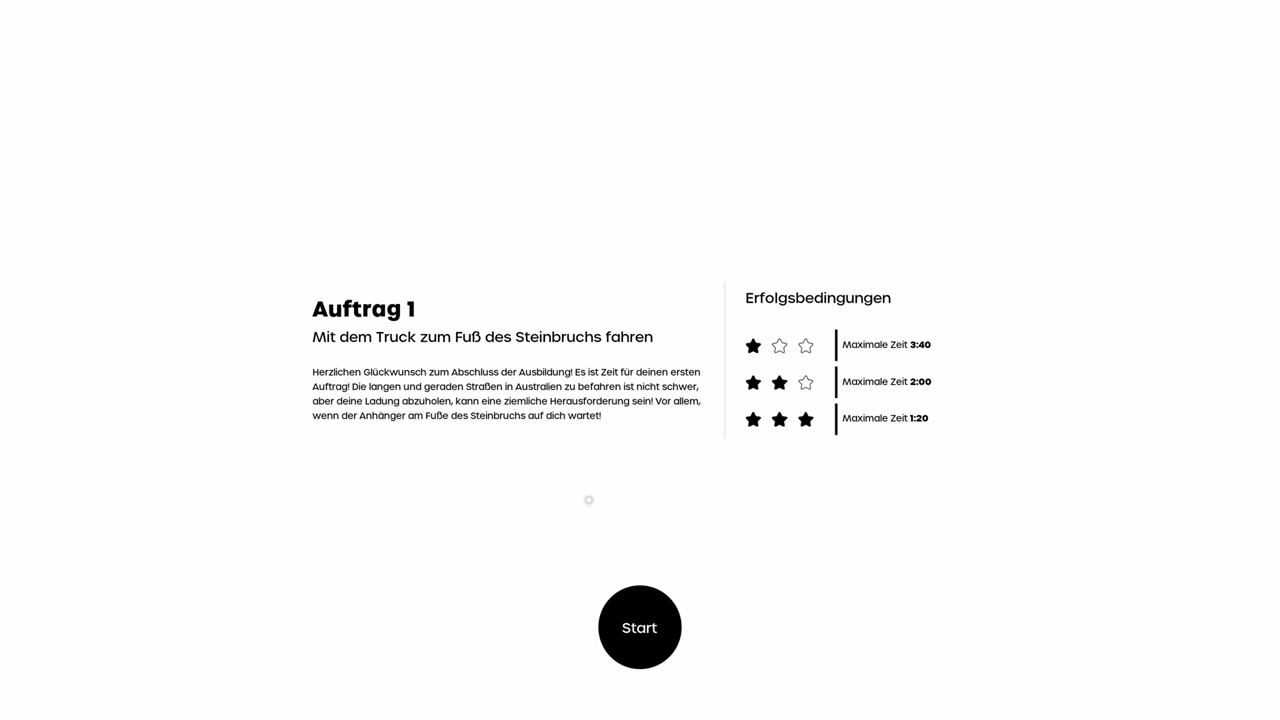 Auftrag 1
Mit dem Truck zum Fuß des Steinbruchs fahren
Herzlichen Glückwunsch zum Abschluss der Ausbildung! Es ist Zeit für deinen ersten
Auftrag! Die langen und geraden Straßen in Australien zu befahren ist nicht schwer,
aber deine Ladung abzuholen, kann eine ziemliche Herausforderung sein! Vor allem,
wenn der Anhänger am Fuße des Steinbruchs auf dich wartet!
Erfolgsbedingungen
Maximale Zeit 3:40
Maximale Zeit 2:00
Maximale Zeit 1:20
Start